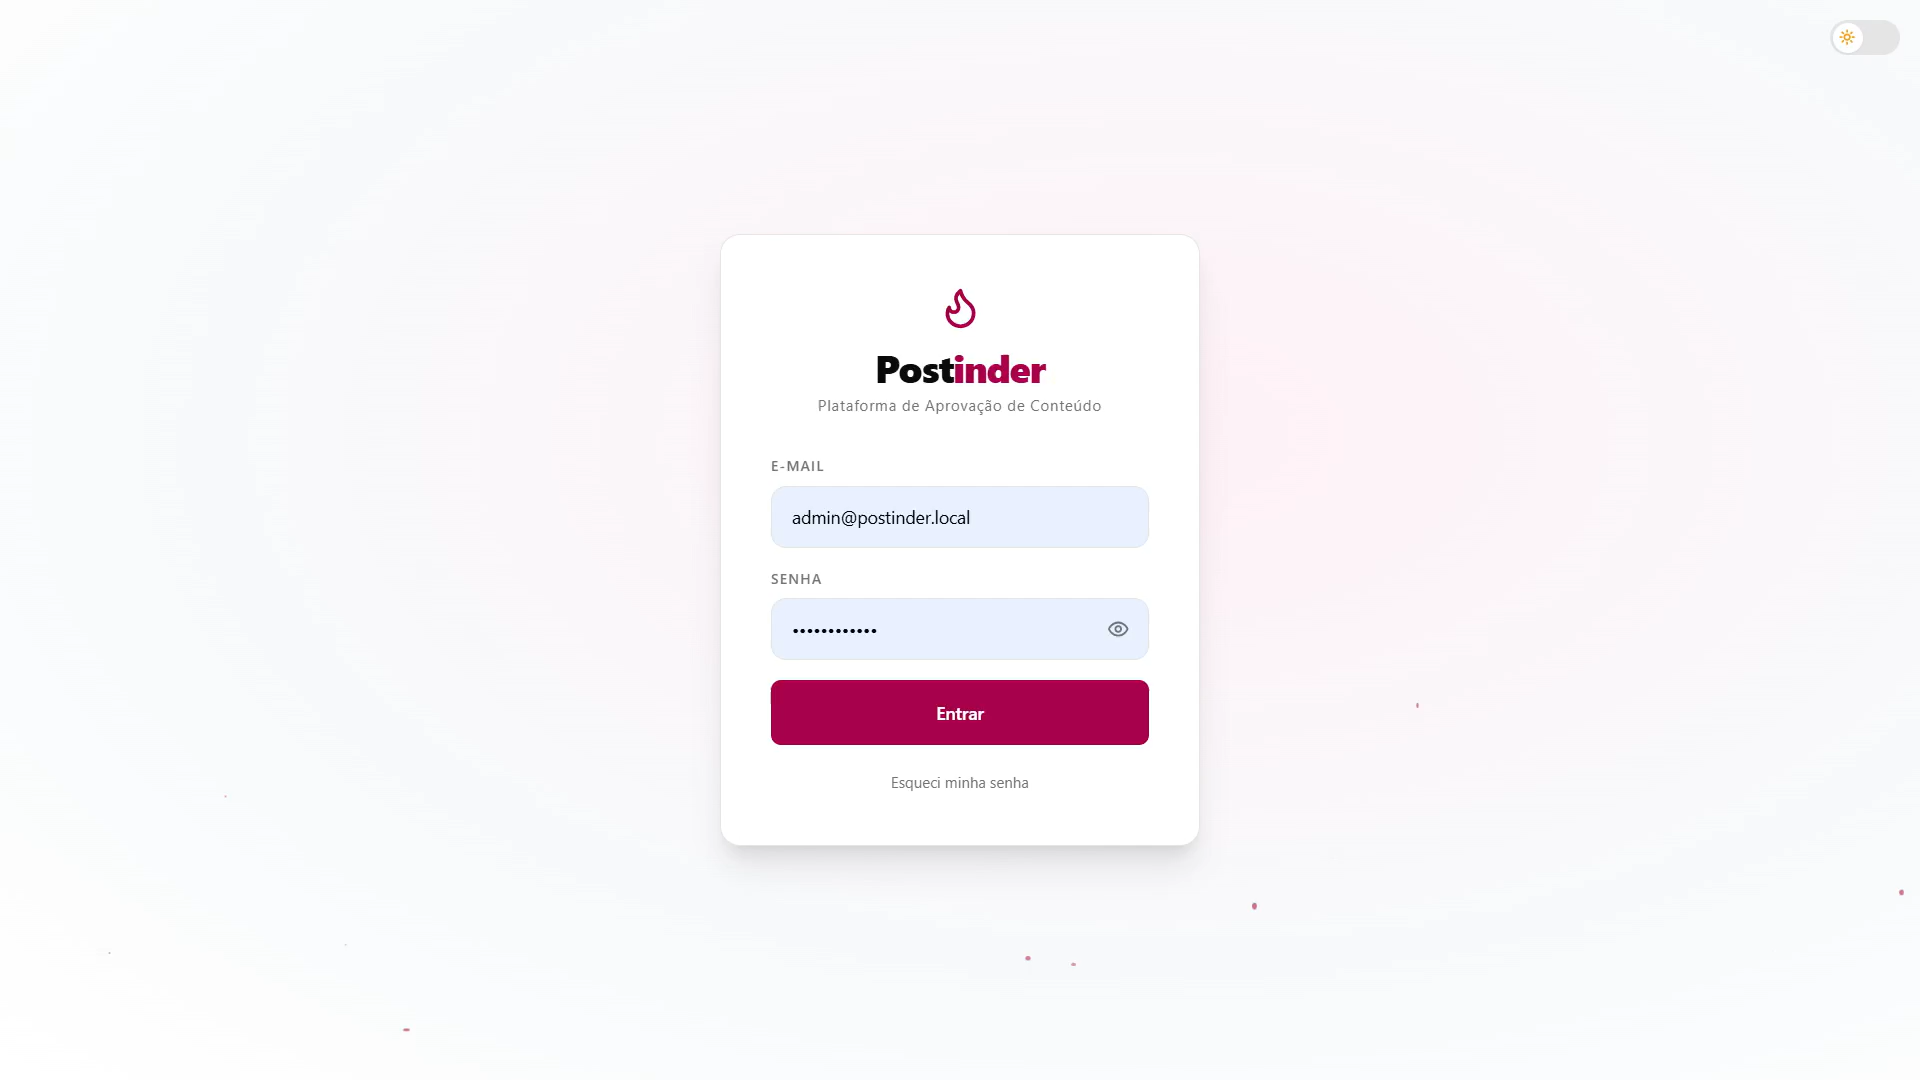 Postinder
Plataforma de Aprovação de Conteúdo
E-MAIL
admin@postinder.local
SENHA
••••••••••••
Entrar
Esqueci minha senha